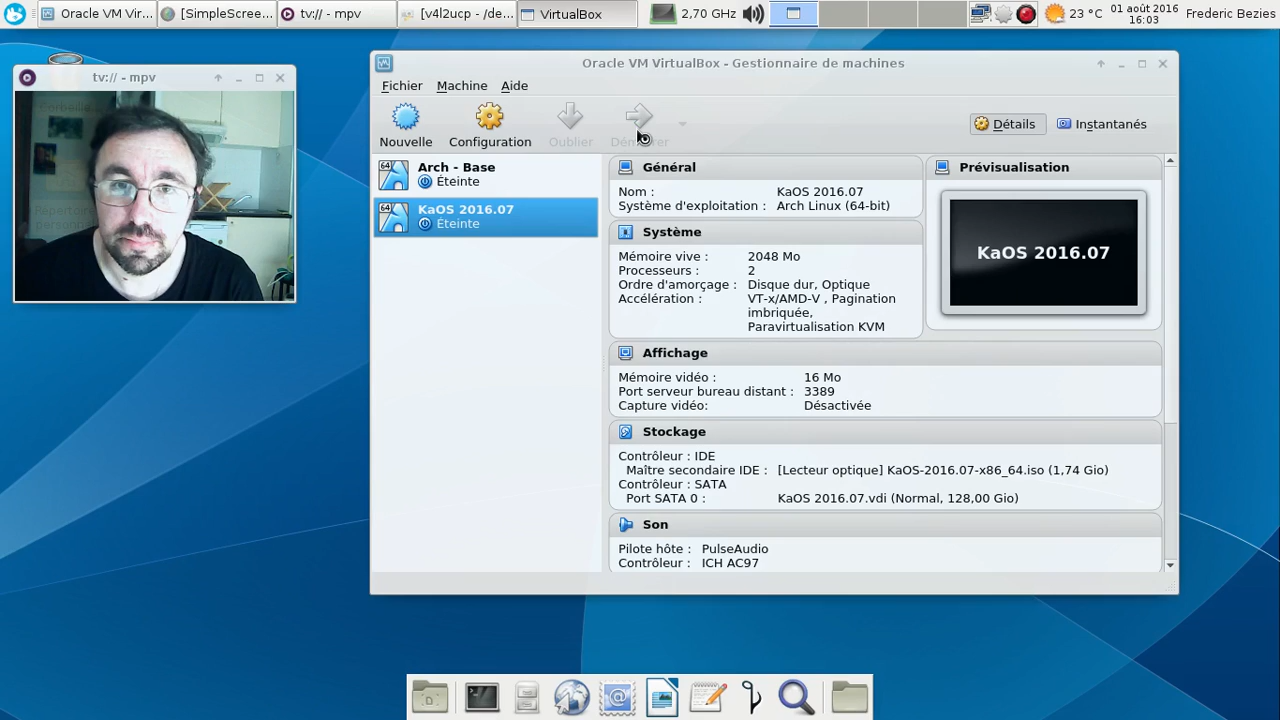 Oracle VM Vir...
[SimpleScree...
tv:// - mpv
[v4l2ucp - /de...
VirtualBox
2,70 GHz
23 °C
01 août 2016
16:03
Frederic Bezies
tv:// - mpv
Corbeille
Répertoire
personnel
Oracle VM VirtualBox - Gestionnaire de machines
Fichier Machine Aide
Nouvelle Configuration Oublier Démarrer
Détails Instantanés
64 Arch - Base
Éteinte
64 KaOS 2016.07
Éteinte
Général
Nom : KaOS 2016.07
Système d'exploitation : Arch Linux (64-bit)
Système
Mémoire vive : 2048 Mo
Processeurs : 2
Ordre d'amorçage : Disque dur, Optique
Accélération : VT-x/AMD-V , Pagination
imbriquée,
Paravirtualisation KVM
Prévisualisation
KaOS 2016.07
Affichage
Mémoire vidéo : 16 Mo
Port serveur bureau distant : 3389
Capture vidéo: Désactivée
Stockage
Contrôleur : IDE
Maître secondaire IDE : [Lecteur optique] KaOS-2016.07-x86_64.iso (1,74 Gio)
Contrôleur : SATA
Port SATA 0 : KaOS 2016.07.vdi (Normal, 128,00 Gio)
Son
Pilote hôte : PulseAudio
Contrôleur : ICH AC97